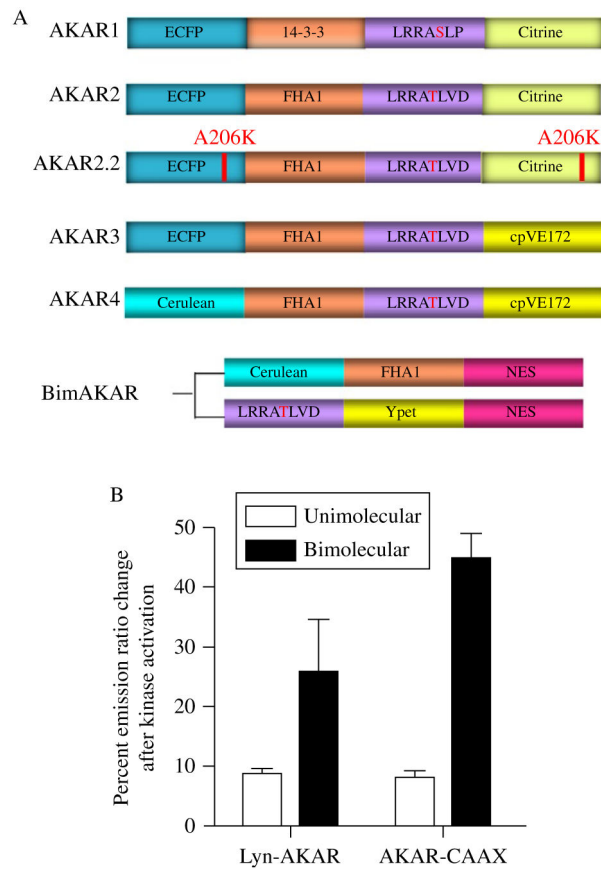 A
AKAR1 ECFP 14-3-3 LRRASLP Citrine
AKAR2 ECFP FHA1 LRRATLVD Citrine
A206K A206K
AKAR2.2 ECFP FHA1 LRRATLVD Citrine
AKAR3 ECFP FHA1 LRRATLVD cpVE172
AKAR4 Cerulean FHA1 LRRATLVD cpVE172
BimAKAR
Cerulean FHA1 NES
LRRATLVD Ypet NES
B
Unimolecular
Bimolecular
Percent emission ratio change
after kinase activation
50
40
30
20
10
0
Lyn-AKAR AKAR-CAAX